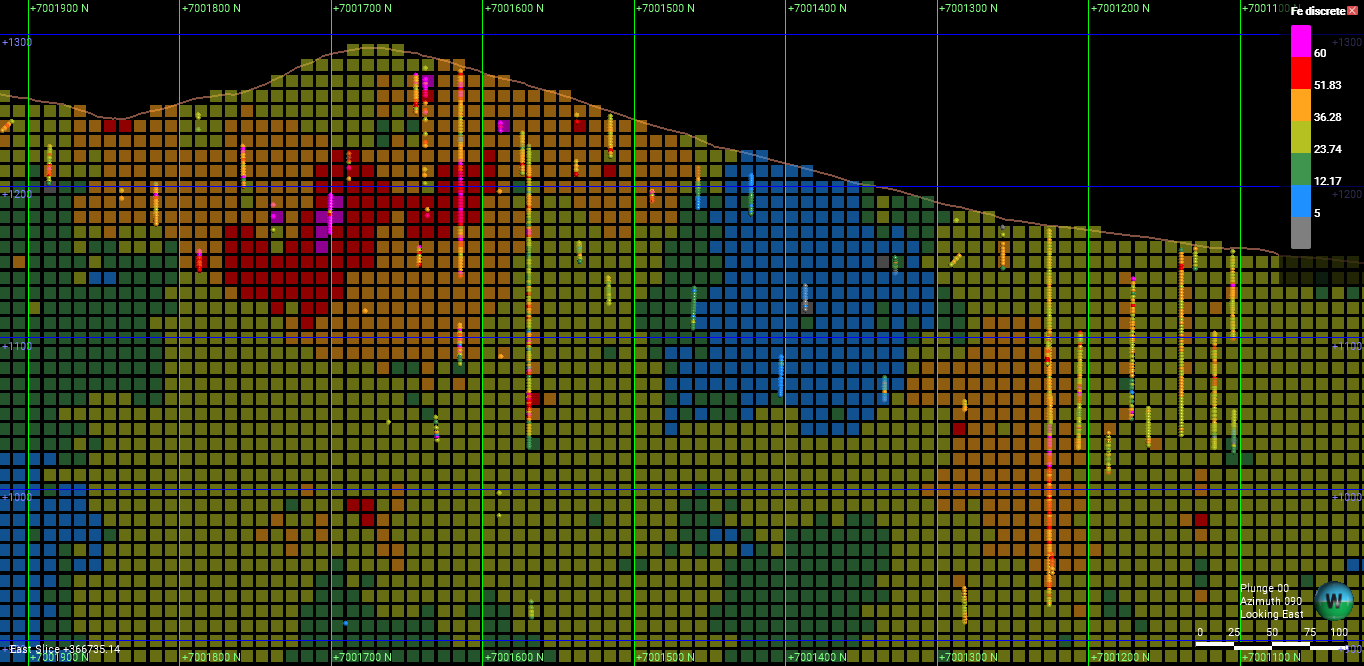 +7001900 N +7001800 N +7001700 N +7001600 N +7001500 N +7001400 N +7001300 N +7001200 N +7001100
Fe discrete
+1300 +1300
60
51.83
36.28
23.74
12.17
5
+1200 +1200
+1100 +1100
+1000 +1000
Plunge 00
Azimuth 090
Looking East
W
0 25 50 75 100
East Slice +366735.14
+7001900 N +7001800 N +7001700 N +7001600 N +7001500 N +7001400 N +7001300 N +7001200 N +7001100 N